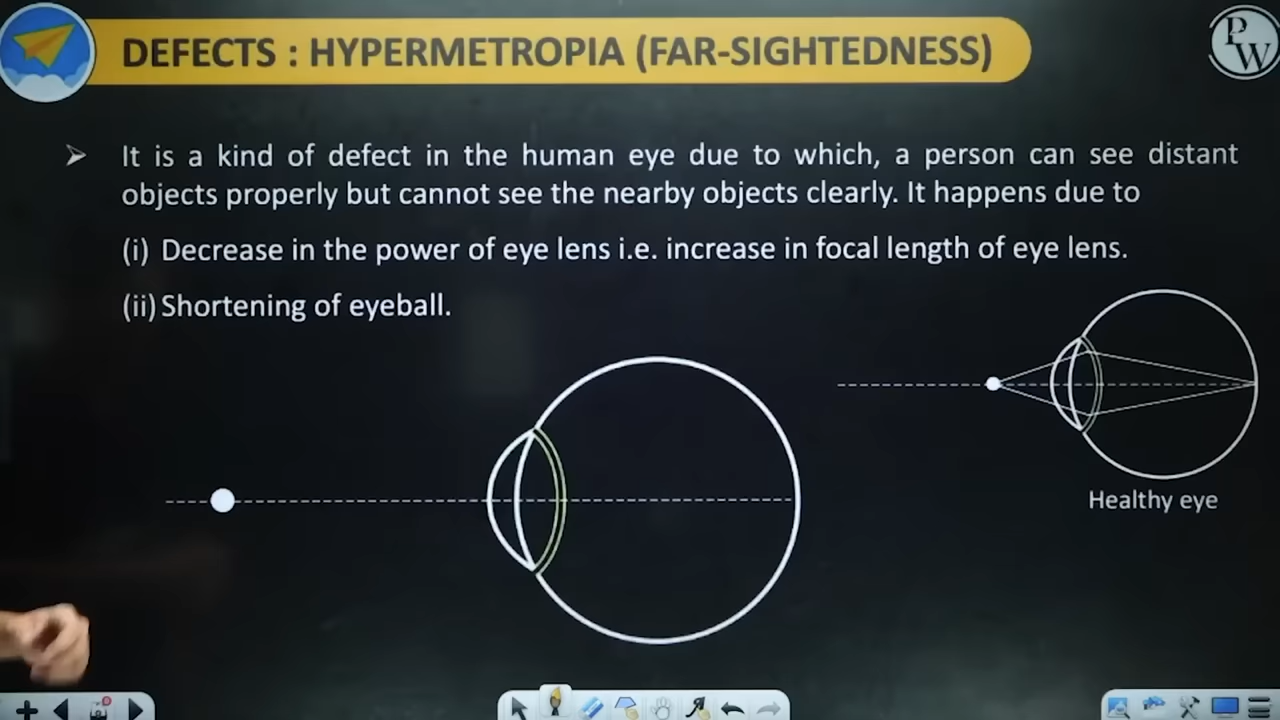 DEFECTS : HYPERMETROPIA (FAR-SIGHTEDNESS)
PW
It is a kind of defect in the human eye due to which, a person can see distant
objects properly but cannot see the nearby objects clearly. It happens due to
(i) Decrease in the power of eye lens i.e. increase in focal length of eye lens.
(ii) Shortening of eyeball.
Healthy eye